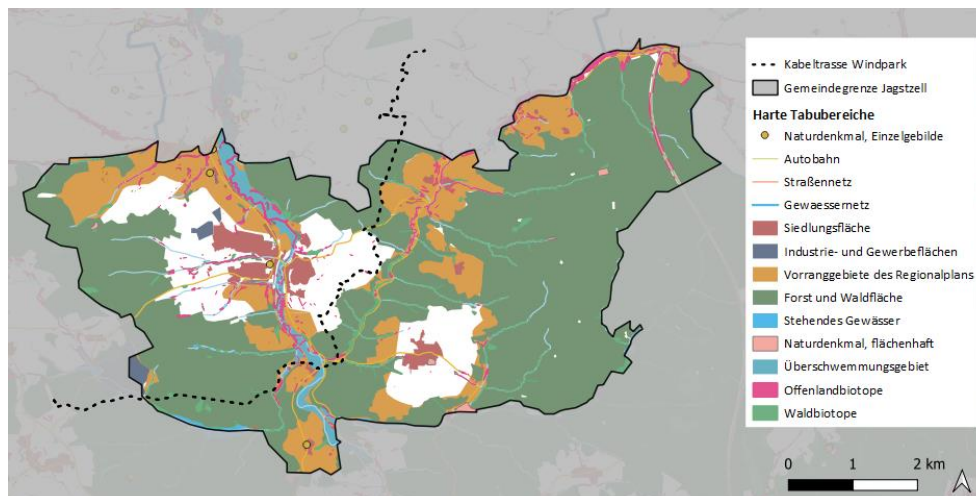 Kabeltrasse Windpark
Gemeindegrenze Jagstzell
Harte Tabubereiche
Naturdenkmal, Einzelgebilde
Autobahn
Straßennetz
Gewaessernetz
Siedlungsfläche
Industrie- und Gewerbeflächen
Vorranggebiete des Regionalplans
Forst und Waldfläche
Stehendes Gewässer
Naturdenkmal, flächenhaft
Überschwemmungsgebiet
Offenlandbiotope
Waldbiotope
0 1 2 km